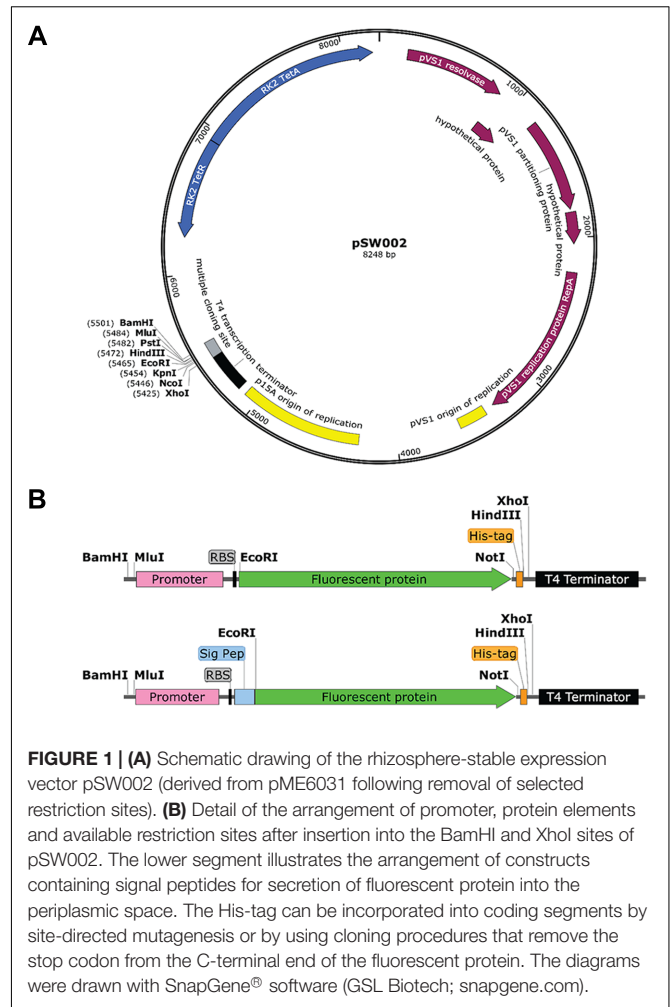 A
8000
1000
2000
3000
4000
5000
6000
7000
RK2 TetA
RK2 TetR
pVS1 resolvase
hypothetical protein
pVS1 partitioning protein
hypothetical protein
pVS1 replication protein RepA
pVS1 origin of replication
p15A origin of replication
T4 transcription terminator
multiple cloning site
pSW002
8248 bp
(5501) BamHI
(5484) MluI
(5482) PstI
(5472) HindIII
(5465) EcoRI
(5454) KpnI
(5446) NcoI
(5425) XhoI
B
XhoI
HindIII
His-tag
BamHI MluI RBS EcoRI NotI
Promoter Fluorescent protein T4 Terminator
XhoI
EcoRI HindIII
Sig Pep His-tag
BamHI MluI RBS NotI
Promoter Fluorescent protein T4 Terminator
FIGURE 1 | (A) Schematic drawing of the rhizosphere-stable expression
vector pSW002 (derived from pME6031 following removal of selected
restriction sites). (B) Detail of the arrangement of promoter, protein elements
and available restriction sites after insertion into the BamHI and XhoI sites of
pSW002. The lower segment illustrates the arrangement of constructs
containing signal peptides for secretion of fluorescent protein into the
periplasmic space. The His-tag can be incorporated into coding segments by
site-directed mutagenesis or by using cloning procedures that remove the
stop codon from the C-terminal end of the fluorescent protein. The diagrams
were drawn with SnapGene® software (GSL Biotech; snapgene.com).